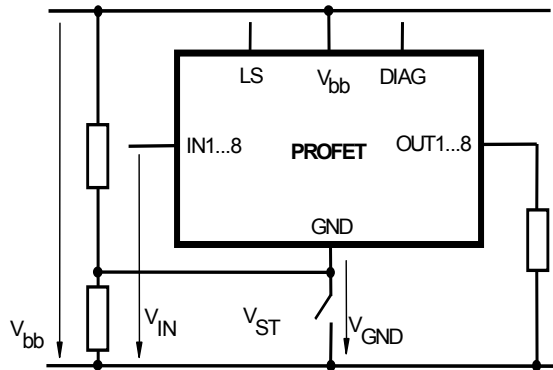 LS Vbb DIAG
IN1...8 PROFET OUT1...8
GND
Vbb VIN VST VGND